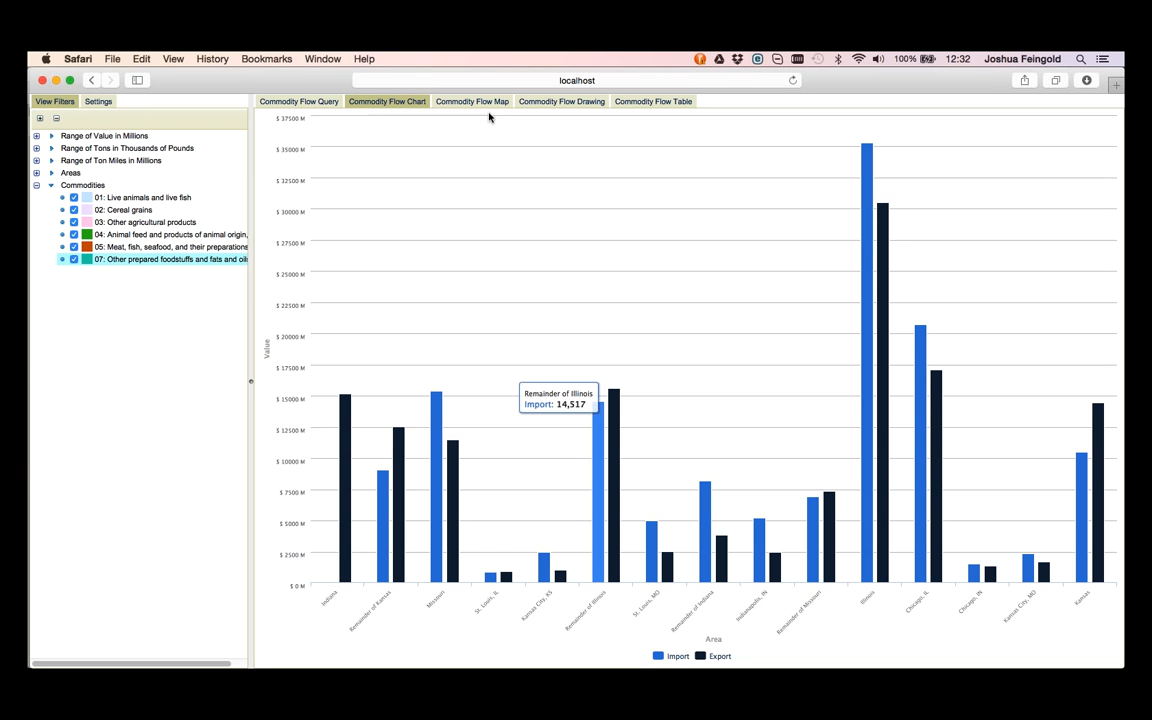 Safari File Edit View History Bookmarks Window Help 100% 12:32 Joshua Feingold
localhost
View Filters Settings
Commodity Flow Query Commodity Flow Chart Commodity Flow Map Commodity Flow Drawing Commodity Flow Table
Range of Value in Millions
Range of Tons in Thousands of Pounds
Range of Ton Miles in Millions
Areas
Commodities
01: Live animals and live fish
02: Cereal grains
03: Other agricultural products
04: Animal feed and products of animal origin,
05: Meat, fish, seafood, and their preparations
07: Other prepared foodstuffs and fats and oils
$ 37500 M
$ 35000 M
$ 32500 M
$ 30000 M
$ 27500 M
$ 25000 M
$ 22500 M
$ 20000 M
$ 17500 M
$ 15000 M
$ 12500 M
$ 10000 M
$ 7500 M
$ 5000 M
$ 2500 M
$ 0 M
Value
Remainder of Illinois
Import: 14,517
Indiana
Remainder of Kansas
Missouri
St. Louis, IL
Kansas City, KS
Remainder of Illinois
St. Louis, MO
Remainder of Indiana
Indianapolis, IN
Remainder of Missouri
Illinois
Chicago, IL
Chicago, IN
Kansas City, MO
Kansas
Area
Import Export